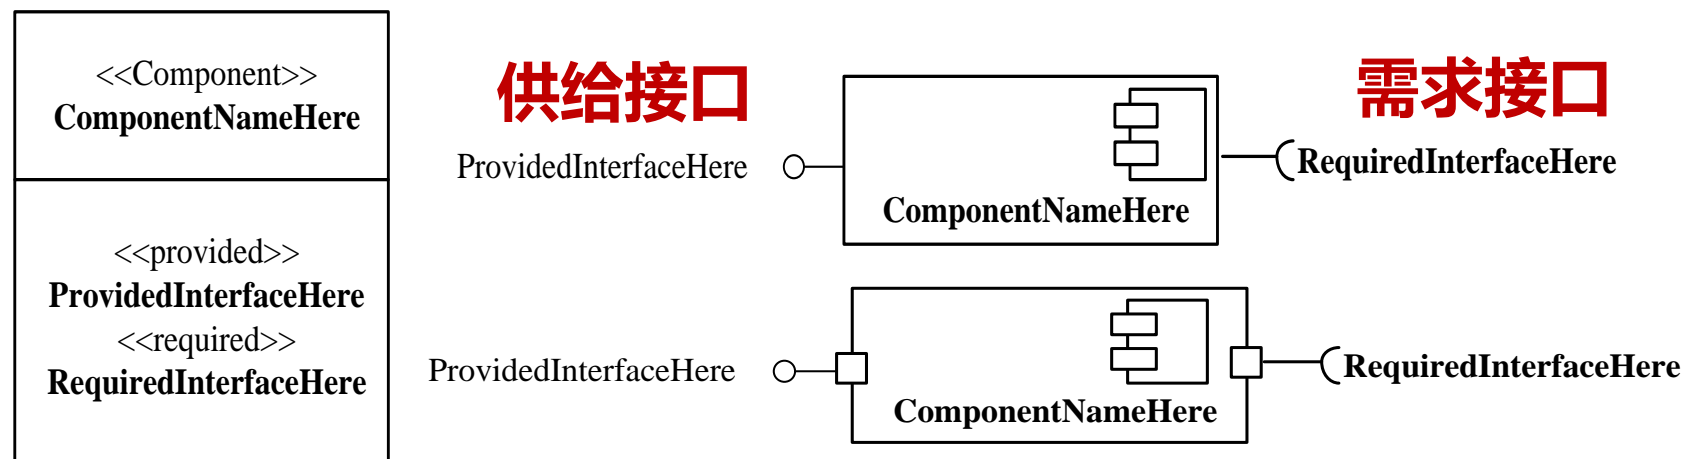 <<Component>>
ComponentNameHere
<<provided>>
ProvidedInterfaceHere
<<required>>
RequiredInterfaceHere
供给接口
需求接口
ProvidedInterfaceHere
RequiredInterfaceHere
ComponentNameHere
ProvidedInterfaceHere
RequiredInterfaceHere
ComponentNameHere